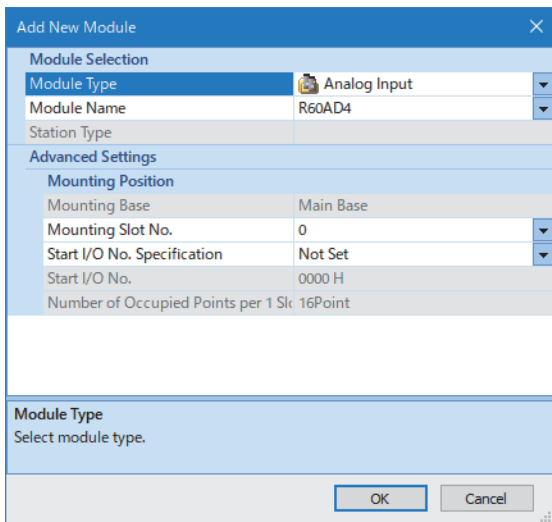 Add New Module
Module Selection
Module Type Analog Input
Module Name R60AD4
Station Type
Advanced Settings
Mounting Position
Mounting Base Main Base
Mounting Slot No. 0
Start I/O No. Specification Not Set
Start I/O No. 0000 H
Number of Occupied Points per 1 Slo 16Point
Module Type
Select module type.
OK Cancel